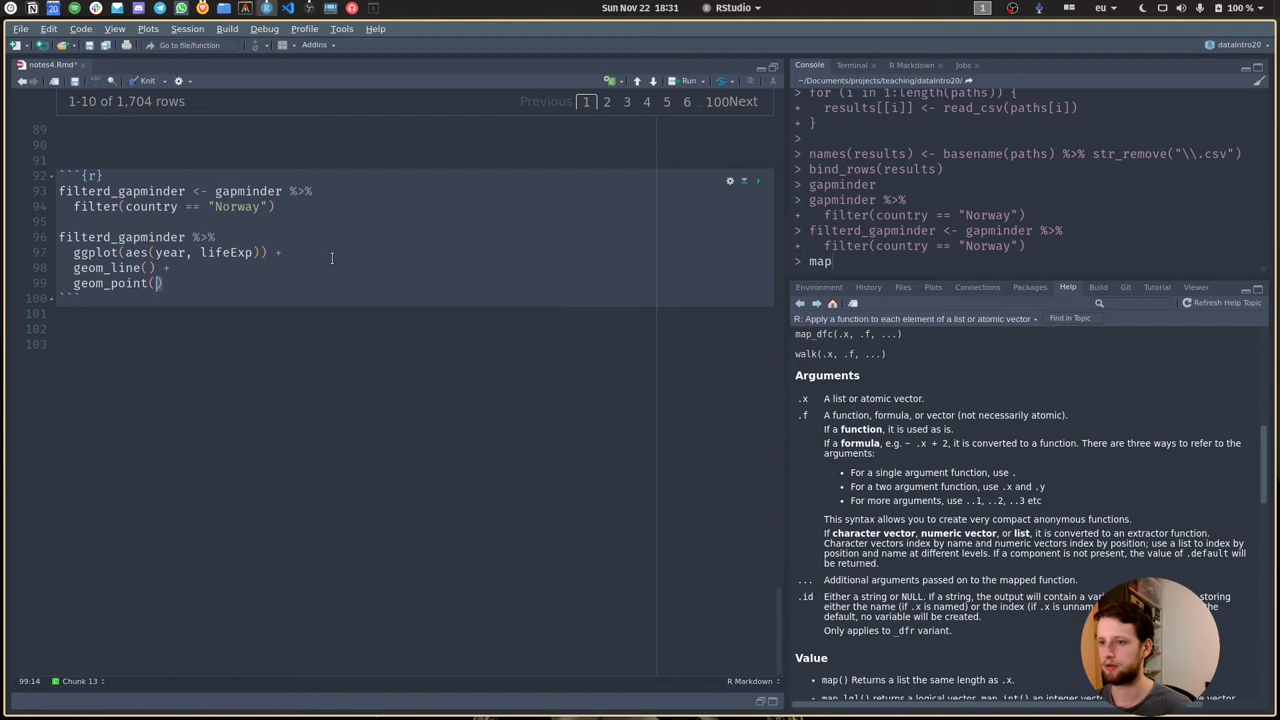 Sun Nov 22 18:31
RStudio
1
eu
100 %
File Edit Code View Plots Session Build Debug Profile Tools Help
Go to file/function
Addins
dataIntro20
notes4.Rmd*
Knit
Run
1-10 of 1,704 rows
Previous 1 2 3 4 5 6 … 100 Next
89
90
91
92 ```{r}
93 filterd_gapminder <- gapminder %>%
94 filter(country == "Norway")
95
96 filterd_gapminder %>%
97 ggplot(aes(year, lifeExp)) +
98 geom_line() +
99 geom_point()
100 ```
101
102
103
99:14
Chunk 13
R Markdown
Console Terminal R Markdown Jobs
~/Documents/projects/teaching/dataIntro20/
> for (i in 1:length(paths)) {
+ results[[i]] <- read_csv(paths[i])
+ }
>
> names(results) <- basename(paths) %>% str_remove("\\.csv")
> bind_rows(results)
> gapminder
> gapminder %>%
+ filter(country == "Norway")
> filterd_gapminder <- gapminder %>%
+ filter(country == "Norway")
> map
Environment History Files Plots Connections Packages Help Build Git Tutorial Viewer
Refresh Help Topic
R: Apply a function to each element of a list or atomic vector
Find in Topic
map_dfc(.x, .f, ...)
walk(.x, .f, ...)
Arguments
.x A list or atomic vector.
.f A function, formula, or vector (not necessarily atomic).
If a function, it is used as is.
If a formula, e.g. ~ .x + 2, it is converted to a function. There are three ways to refer to the
arguments:
• For a single argument function, use .
• For a two argument function, use .x and .y
• For more arguments, use ..1, ..2, ..3 etc
This syntax allows you to create very compact anonymous functions.
If character vector, numeric vector, or list, it is converted to an extractor function.
Character vectors index by name and numeric vectors index by position; use a list to index by
position and name at different levels. If a component is not present, the value of .default will
be returned.
... Additional arguments passed on to the mapped function.
.id Either a string or NULL. If a string, the output will contain a storing
either the name (if .x is named) or the index (if .x is the
default, no variable will be created.
Only applies to _dfr variant.
Value
• map() Returns a list the same length as .x.
• map_lgl() returns a logical vector, map_int() an integer